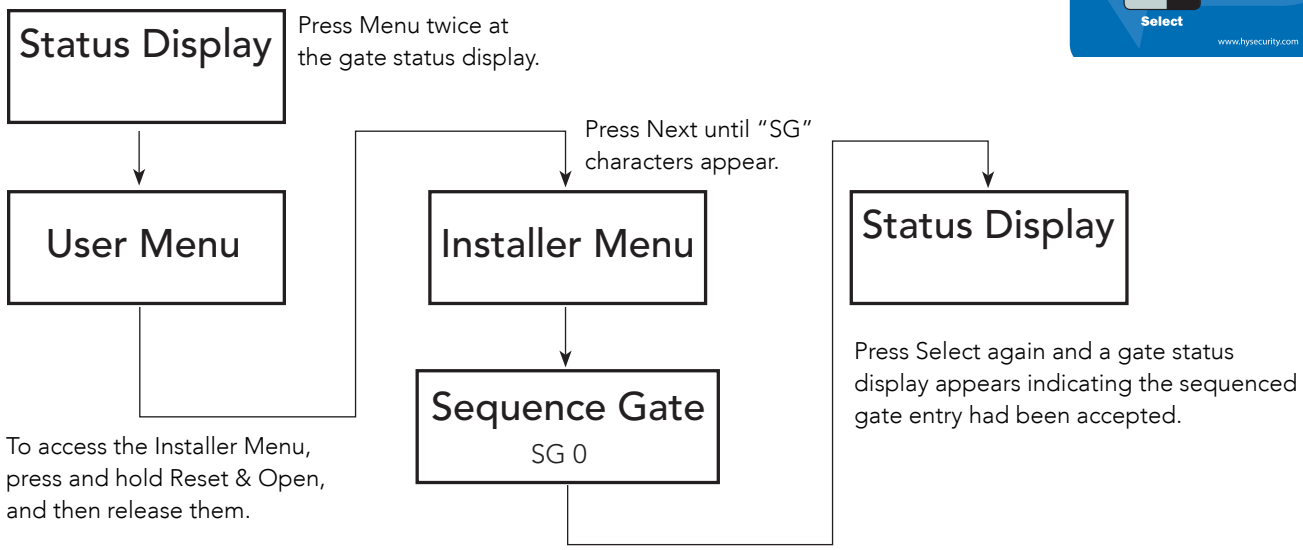 Status Display
Press Menu twice at
the gate status display.
Select
www.hysecurity.com
User Menu
To access the Installer Menu,
press and hold Reset & Open,
and then release them.
Press Next until “SG”
characters appear.
Installer Menu
Sequence Gate
SG 0
Status Display
Press Select again and a gate status
display appears indicating the sequenced
gate entry had been accepted.